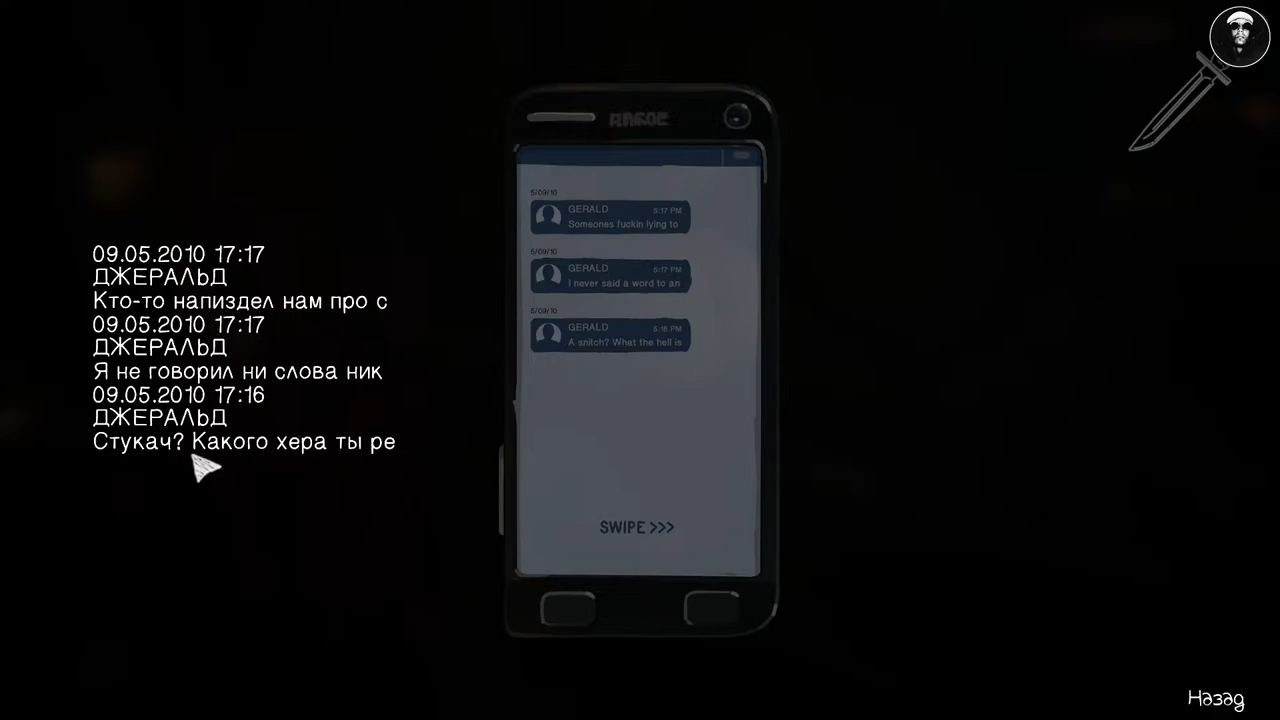 09.05.2010 17:17
ДЖЕРАЛЬД
Кто-то напиздел нам про с
09.05.2010 17:17
ДЖЕРАЛЬД
Я не говорил ни слова ник
09.05.2010 17:16
ДЖЕРАЛЬД
Стукач? Какого хера ты ре
5/09/10
GERALD 5:17 PM
Someones fuckin lying to
5/09/10
GERALD 5:17 PM
I never said a word to an
5/09/10
GERALD 5:16 PM
A snitch? What the hell is
SWIPE >>>
Назад